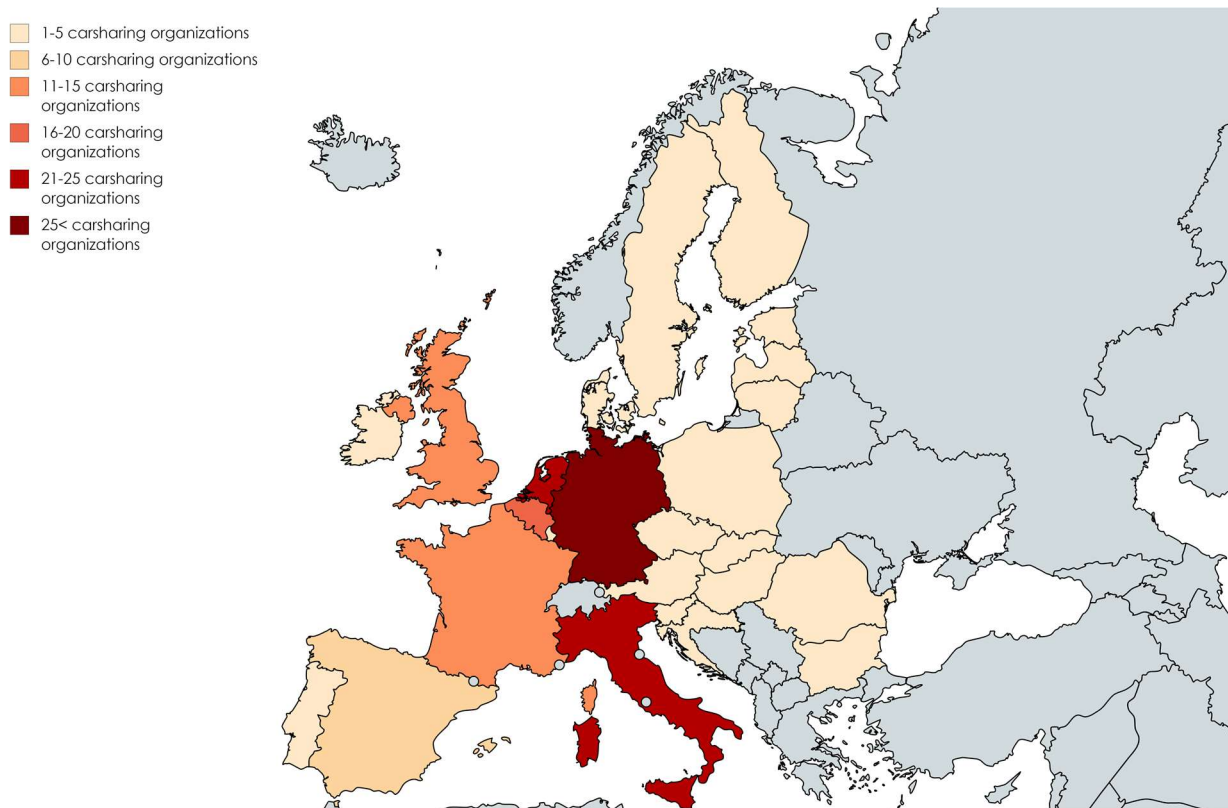 1-5 carsharing organizations
6-10 carsharing organizations
11-15 carsharing
organizations
16-20 carsharing
organizations
21-25 carsharing
organizations
25< carsharing
organizations